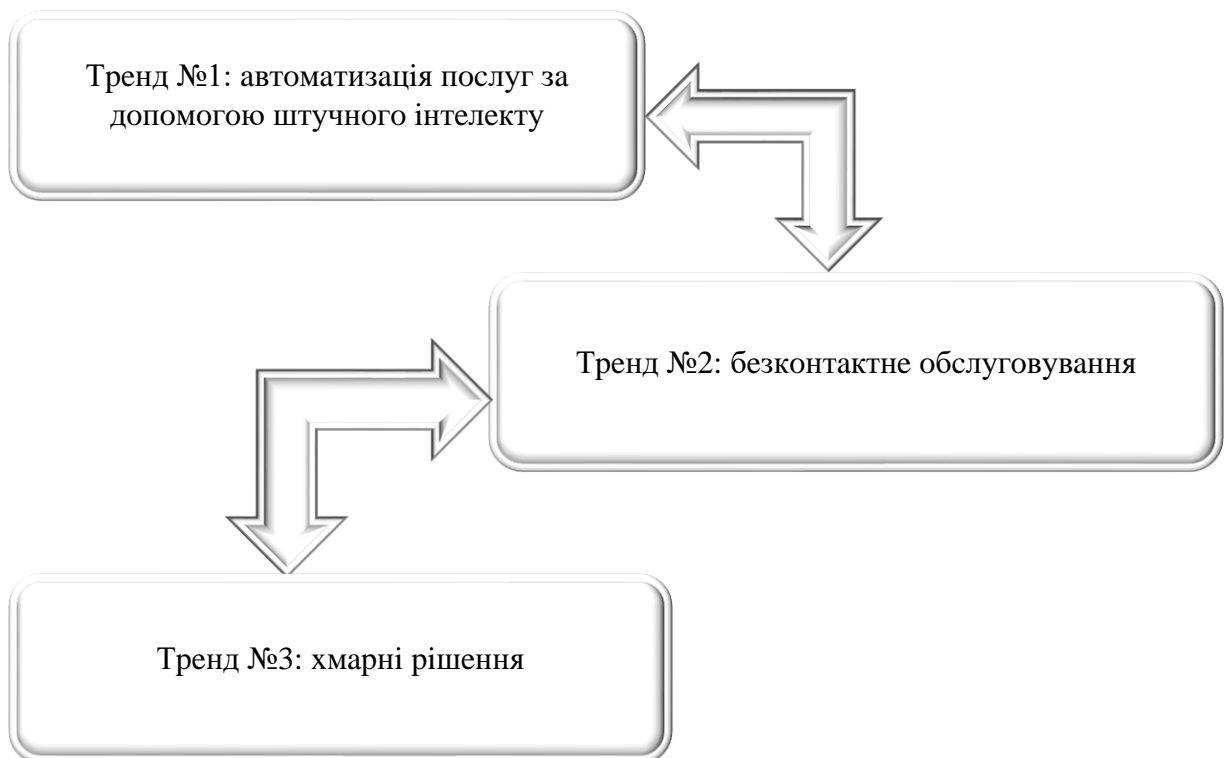 Тренд №1: автоматизація послуг за
допомогою штучного інтелекту
Тренд №2: безконтактне обслуговування
Тренд №3: хмарні рішення